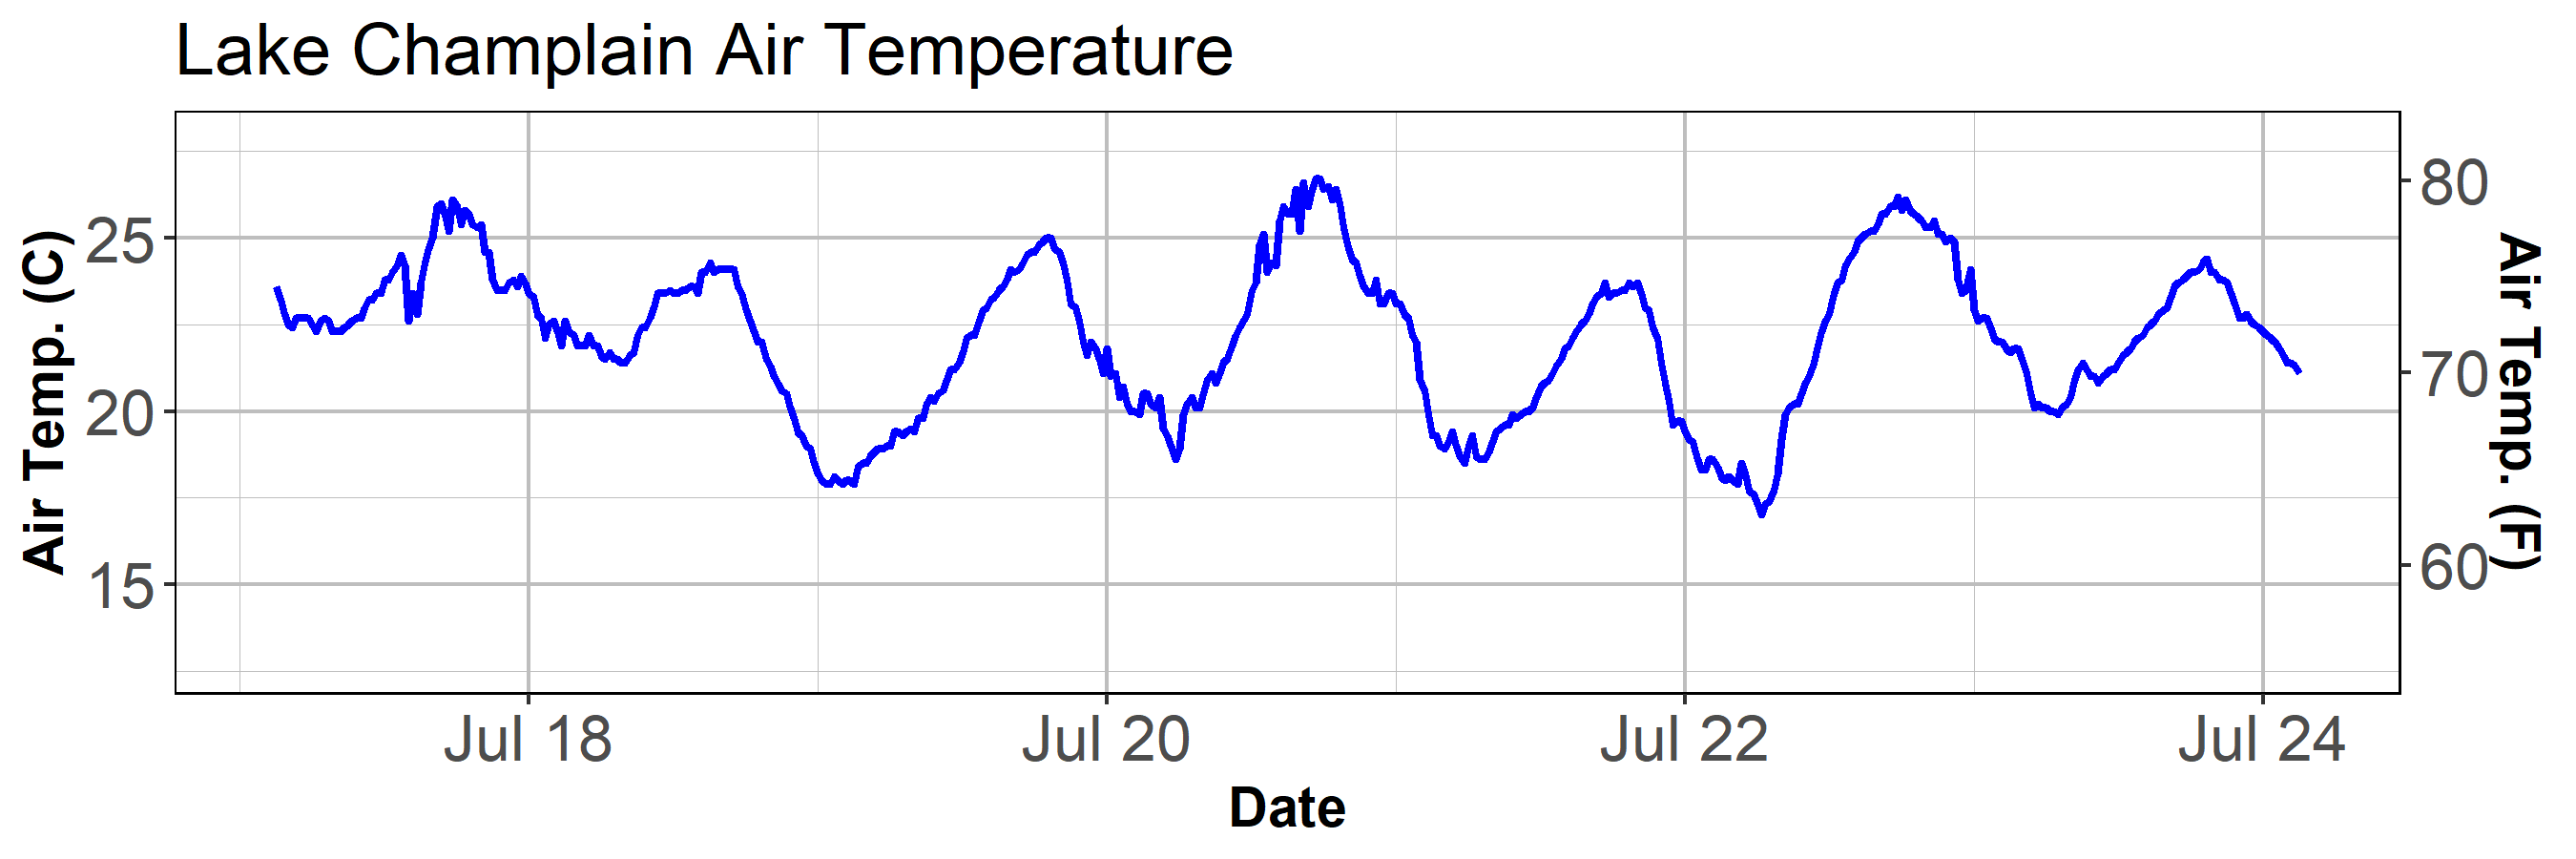 Lake Champlain Air Temperature
Air Temp. (C)
25
20
15
80
70
60
Air Temp. (F)
Jul 18 Jul 20 Jul 22 Jul 24
Date